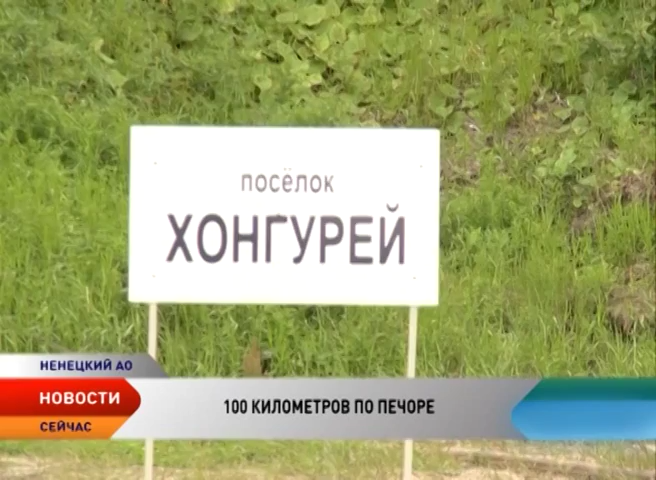 посёлок
ХОНГУРЕЙ
НЕНЕЦКИЙ АО
НОВОСТИ
100 КИЛОМЕТРОВ ПО ПЕЧОРЕ
СЕЙЧАС